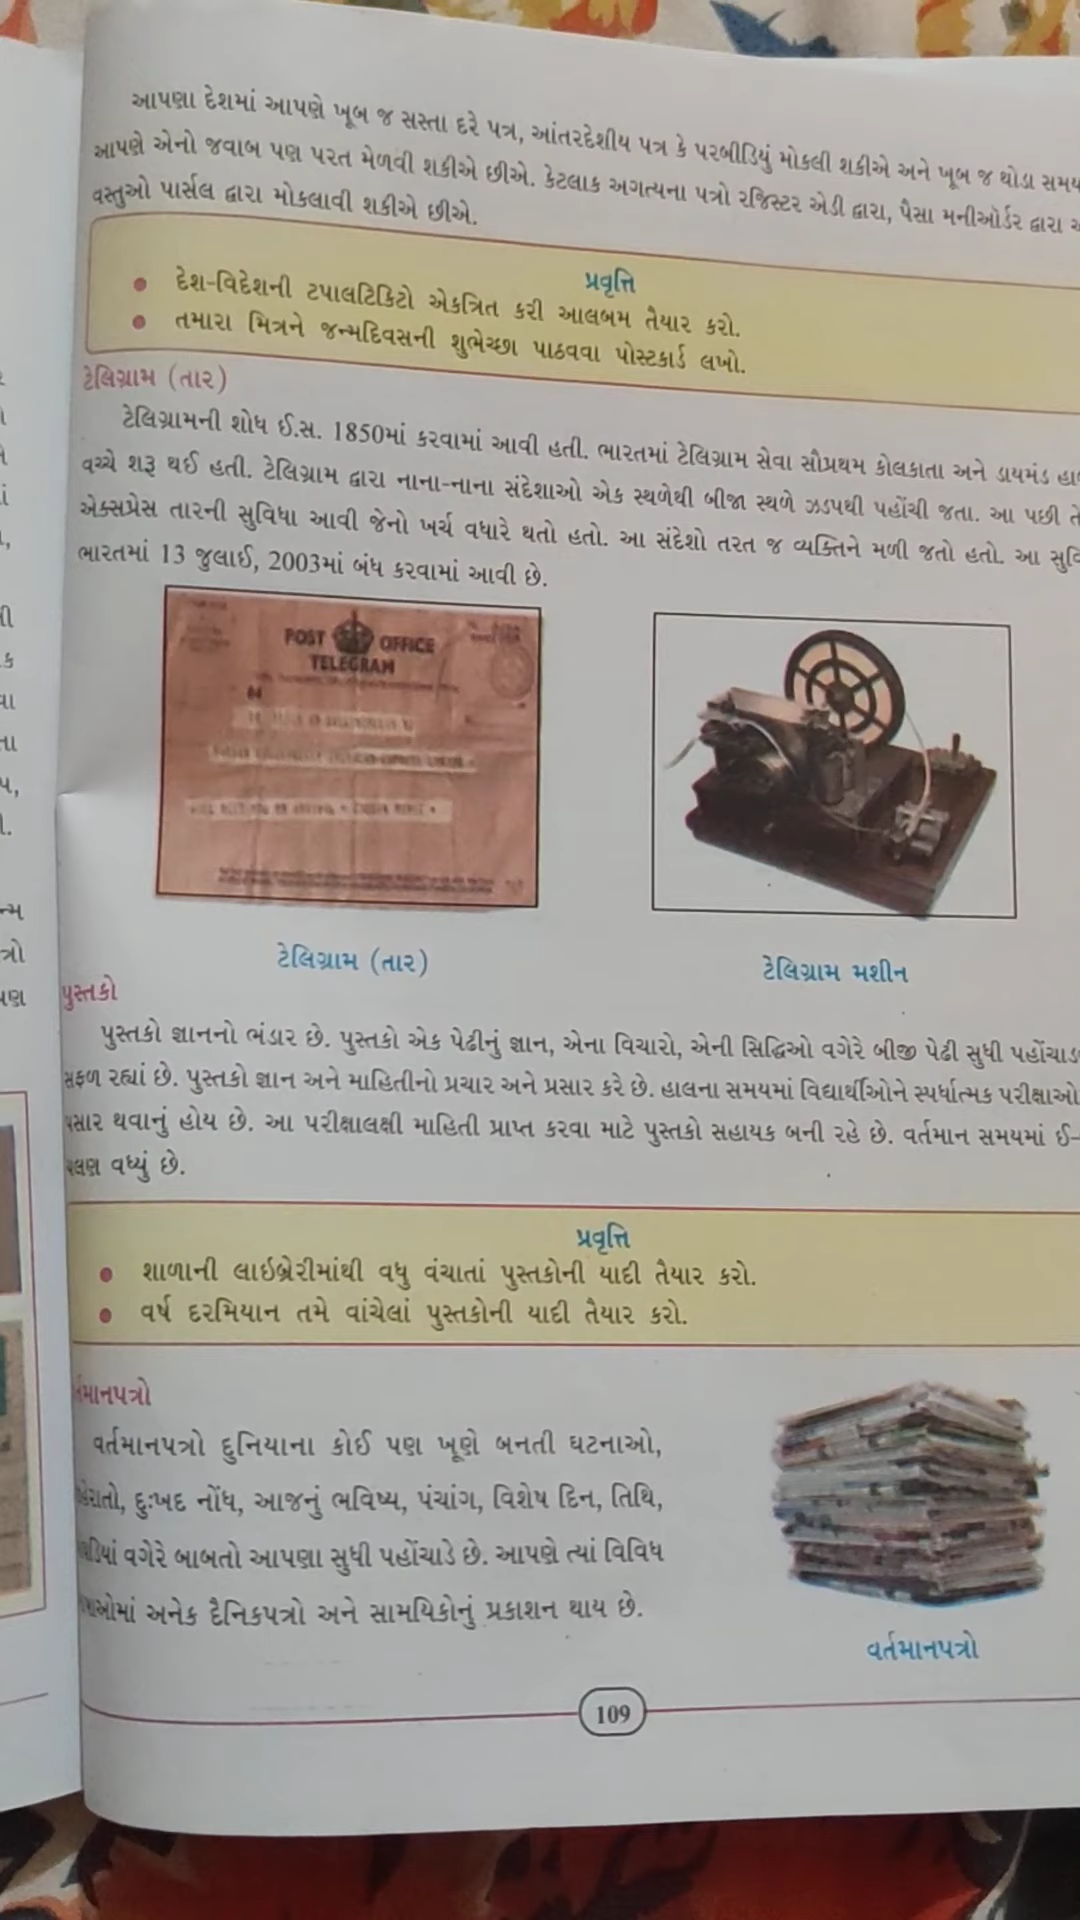 આપણા દેશમાં આપણે ખૂબ જ સસ્તા દરે પત્ર, આંતરદેશીય પત્ર કે પરબીડિયું મોકલી શકીએ અને ખૂબ જ થોડા
આપણે એનો જવાબ પણ પરત મેળવી શકીએ છીએ. કેટલાક અગત્યના પત્રો રજિસ્ટર એડી દ્વારા, પૈસા મનીઓર્ડર દ્વારા
વસ્તુઓ પાર્સલ દ્વારા મોકલાવી શકીએ છીએ.
પ્રવૃત્તિ
• દેશ-વિદેશની ટપાલટિકિટો એકત્રિત કરી આલબમ તૈયાર કરો.
• તમારા મિત્રને જન્મદિવસની શુભેચ્છા પાઠવવા પોસ્ટકાર્ડ લખો.
ટેલિગ્રામ (તાર)
ટેલિગ્રામની શોધ ઈ.સ. 1850માં કરવામાં આવી હતી. ભારતમાં ટેલિગ્રામ સેવા સૌપ્રથમ કોલકાતા અને ડાયમંડ
વચ્ચે શરૂ થઈ હતી. ટેલિગ્રામ દ્વારા નાના-નાના સંદેશાઓ એક સ્થળેથી બીજા સ્થળે ઝડપથી પહોંચી જતા. આ પછી
એક્સપ્રેસ તારની સુવિધા આવી જેનો ખર્ચ વધારે થતો હતો. આ સંદેશો તરત જ વ્યક્તિને મળી જતો હતો. આ
ભારતમાં 13 જુલાઈ, 2003માં બંધ કરવામાં આવી છે.
POST OFFICE
TELEGRAM
ટેલિગ્રામ (તાર)
ટેલિગ્રામ મશીન
પુસ્તકો
પુસ્તકો જ્ઞાનનો ભંડાર છે. પુસ્તકો એક પેઢીનું જ્ઞાન, એના વિચારો, એની સિદ્ધિઓ વગેરે બીજી પેઢી સુધી
સફળ રહ્યાં છે. પુસ્તકો જ્ઞાન અને માહિતીનો પ્રચાર અને પ્રસાર કરે છે. હાલના સમયમાં વિદ્યાર્થીઓને સ્પર્ધાત્મક પરીક્ષાઓ
પસાર થવાનું હોય છે. આ પરીક્ષાલક્ષી માહિતી પ્રાપ્ત કરવા માટે પુસ્તકો સહાયક બની રહે છે. વર્તમાન સમયમાં ઈ-
વધ્યું છે.
પ્રવૃત્તિ
• શાળાની લાઇબ્રેરીમાંથી વધુ વંચાતાં પુસ્તકોની યાદી તૈયાર કરો.
• વર્ષ દરમિયાન તમે વાંચેલાં પુસ્તકોની યાદી તૈયાર કરો.
વર્તમાનપત્રો દુનિયાના કોઈ પણ ખૂણે બનતી ઘટનાઓ,
દુઃખદ નોંધ, આજનું ભવિષ્ય, પંચાંગ, વિશેષ દિન, તિથિ,
વગેરે બાબતો આપણા સુધી પહોંચાડે છે. આપણે ત્યાં વિવિધ
અનેક દૈનિકપત્રો અને સામયિકોનું પ્રકાશન થાય છે.
વર્તમાનપત્રો
109